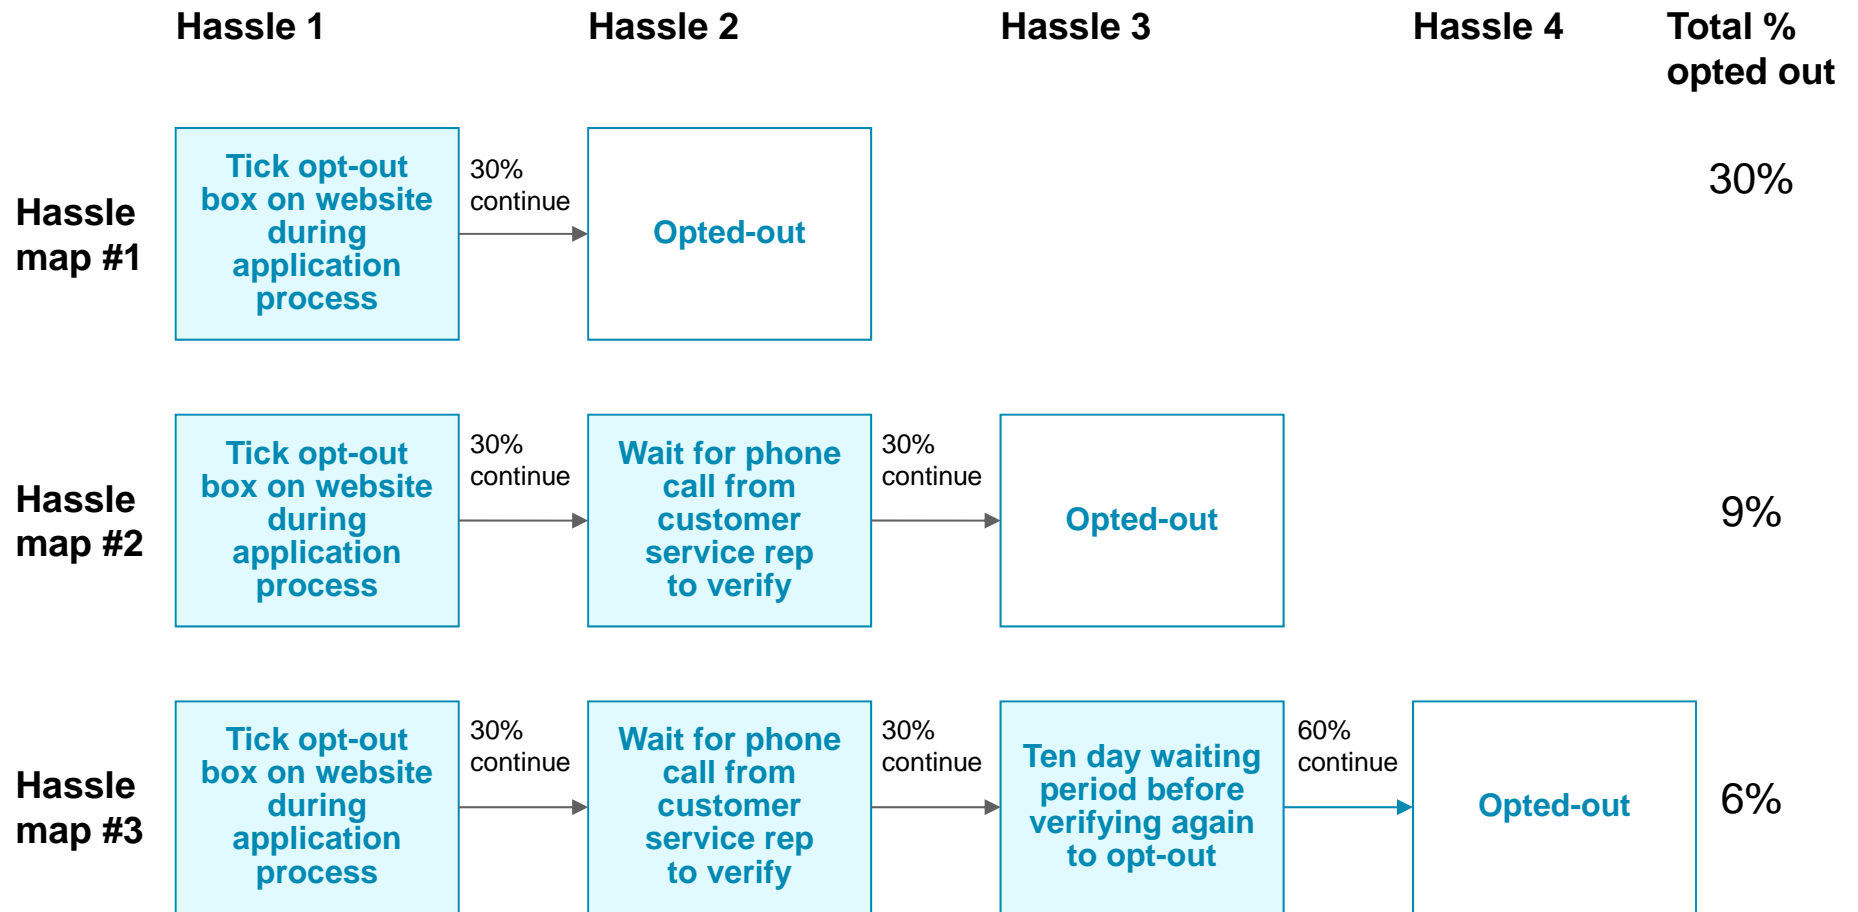 Hassle 1
Hassle 2
Hassle 3
Hassle 4
Total %
opted out
Hassle
map #1
Tick opt-out
box on website
during
application
process
30%
continue
Opted-out
30%
Hassle
map #2
Tick opt-out
box on website
during
application
process
30%
continue
Wait for phone
call from
customer
service rep
to verify
30%
continue
Opted-out
9%
Hassle
map #3
Tick opt-out
box on website
during
application
process
30%
continue
Wait for phone
call from
customer
service rep
to verify
30%
continue
Ten day waiting
period before
verifying again
to opt-out
60%
continue
Opted-out
6%